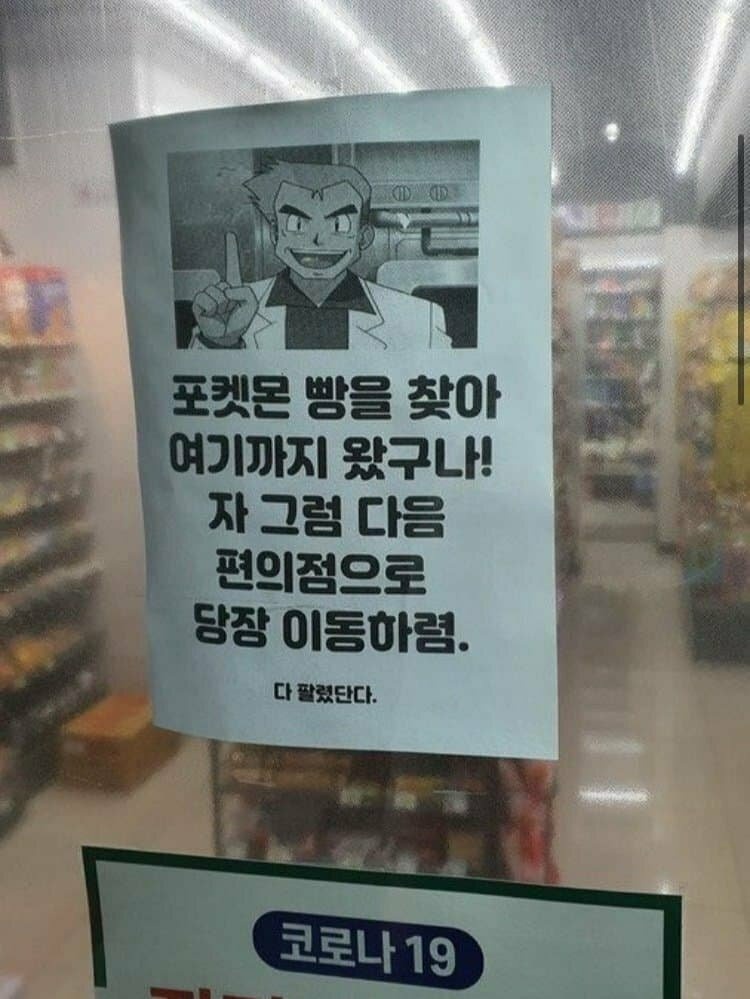 포켓몬 빵을 찾아
여기까지 왔구나!
자 그럼 다음
편의점으로
당장 이동하렴.
다 팔렸단다.
코로나19